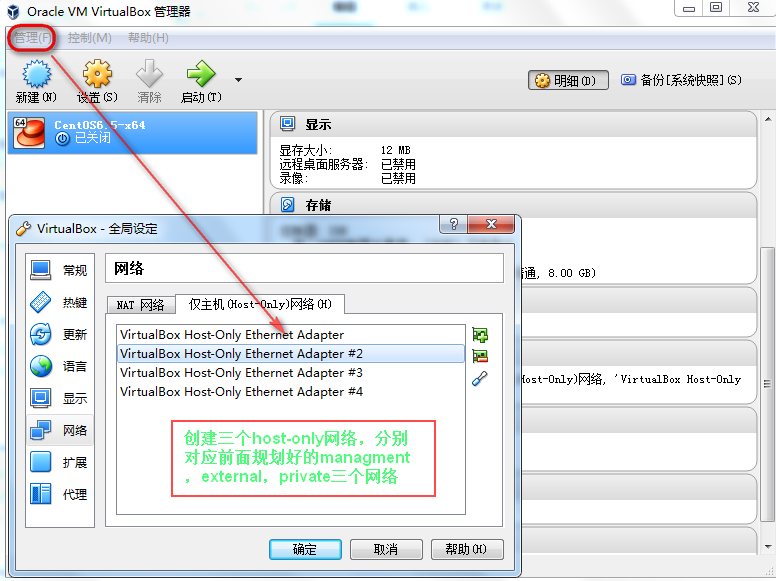 Oracle VM VirtualBox 管理器
管理(F)
控制(M)
帮助(H)
新建(N)
设置(S)
清除
启动(T)
明细(D)
备份[系统快照](S)
64
CentOS6.5-x64
已关闭
显示
显存大小: 12 MB
远程桌面服务器: 已禁用
录像: 已禁用
存储
通, 8.00 GB)
Host-Only)网络, 'VirtualBox Host-Only
VirtualBox - 全局设定
常规
热键
更新
语言
显示
网络
扩展
代理
网络
NAT 网络
仅主机(Host-Only)网络(H)
VirtualBox Host-Only Ethernet Adapter
VirtualBox Host-Only Ethernet Adapter #2
VirtualBox Host-Only Ethernet Adapter #3
VirtualBox Host-Only Ethernet Adapter #4
创建三个host-only网络，分别
对应前面规划好的managment
，external，private三个网络
确定
取消
帮助(H)